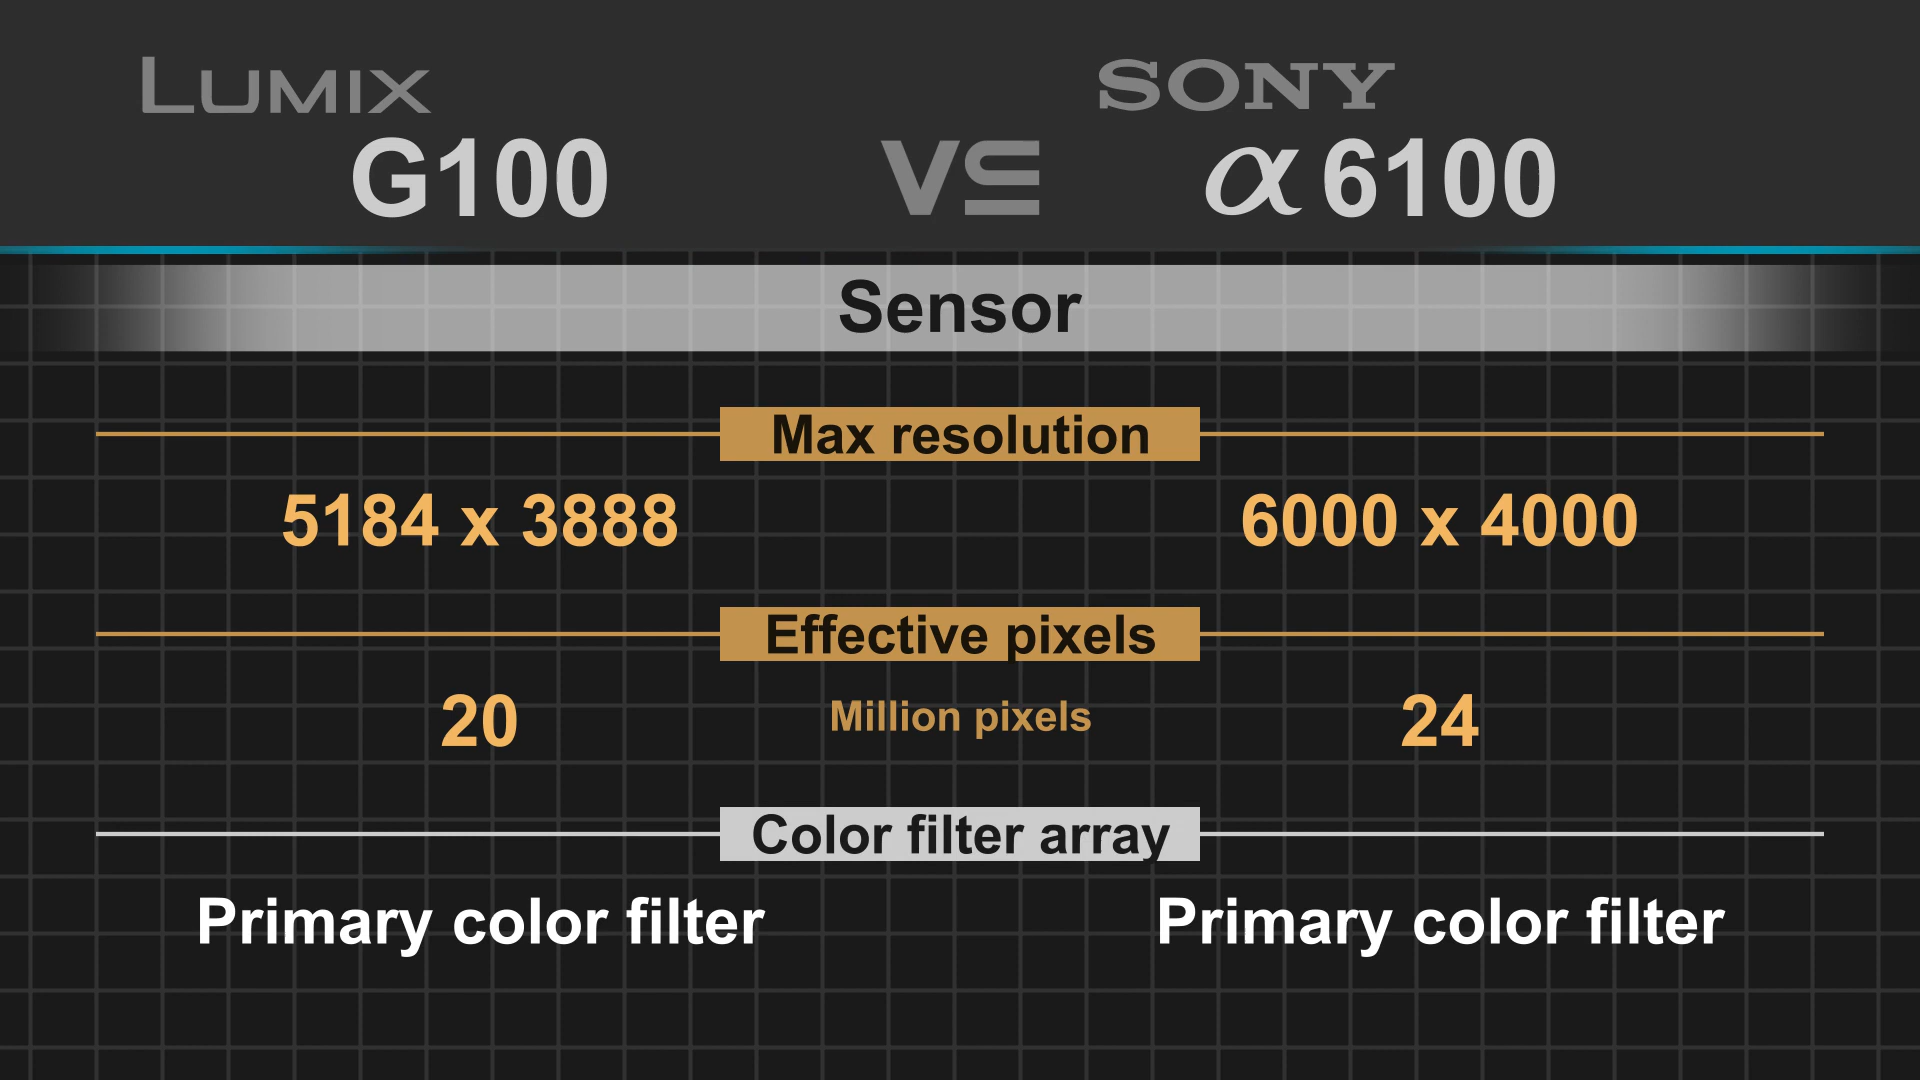 LUMIX
G100
VS
SONY
α 6100
Sensor
Max resolution
5184 x 3888
6000 x 4000
Effective pixels
20
Million pixels
24
Color filter array
Primary color filter
Primary color filter